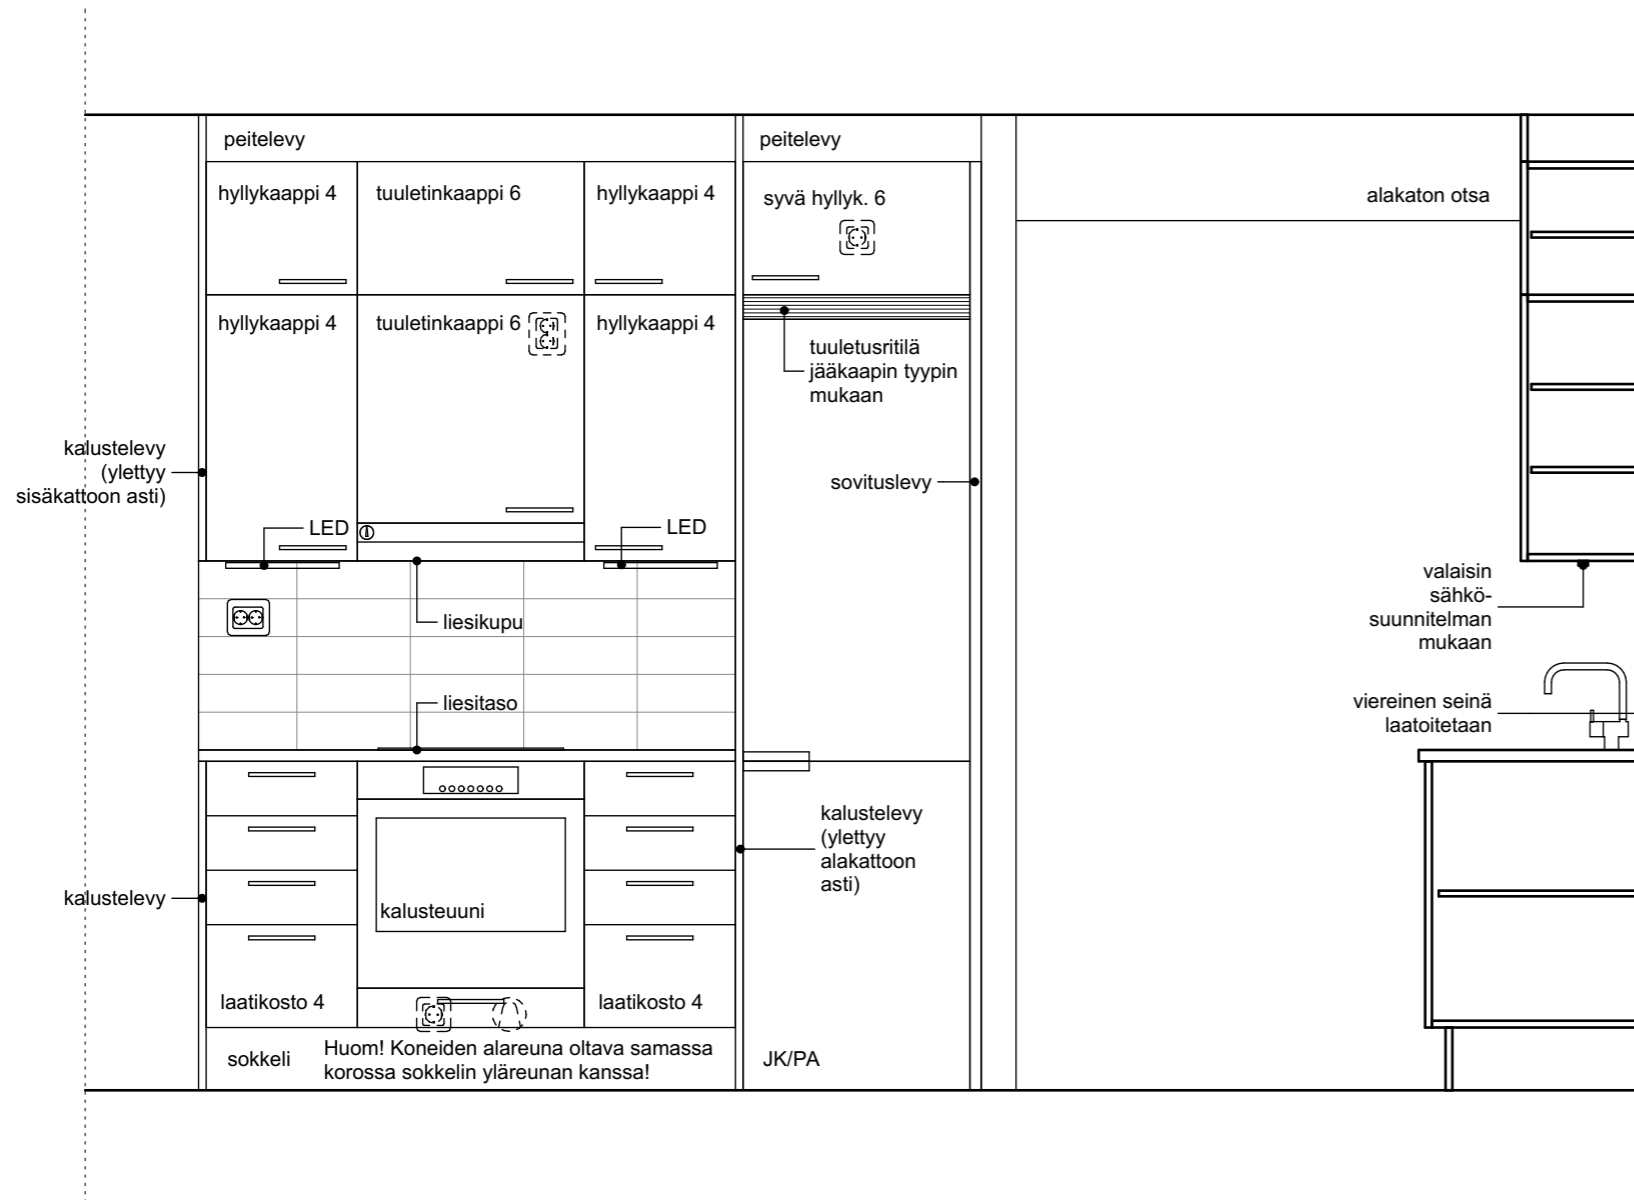 peitelevy
peitelevy
hyllykaappi 4
tuuletinkaappi 6
hyllykaappi 4
syvä hyllyk. 6
alakaton otsa
hyllykaappi 4
tuuletinkaappi 6
hyllykaappi 4
tuuletusritilä
jääkaapin tyypin
mukaan
kalustelevy
(ylettyy
sisäkattoon asti)
sovituslevy
LED
LED
valaisin
sähkö-
suunnitelman
mukaan
liesikupu
liesitaso
viereinen seinä
laatoitetaan
kalustelevy
(ylettyy
alakattoon
asti)
kalustelevy
kalusteuuni
laatikosto 4
laatikosto 4
sokkeli
Huom! Koneiden alareuna oltava samassa
korossa sokkelin yläreunan kanssa!
JK/PA